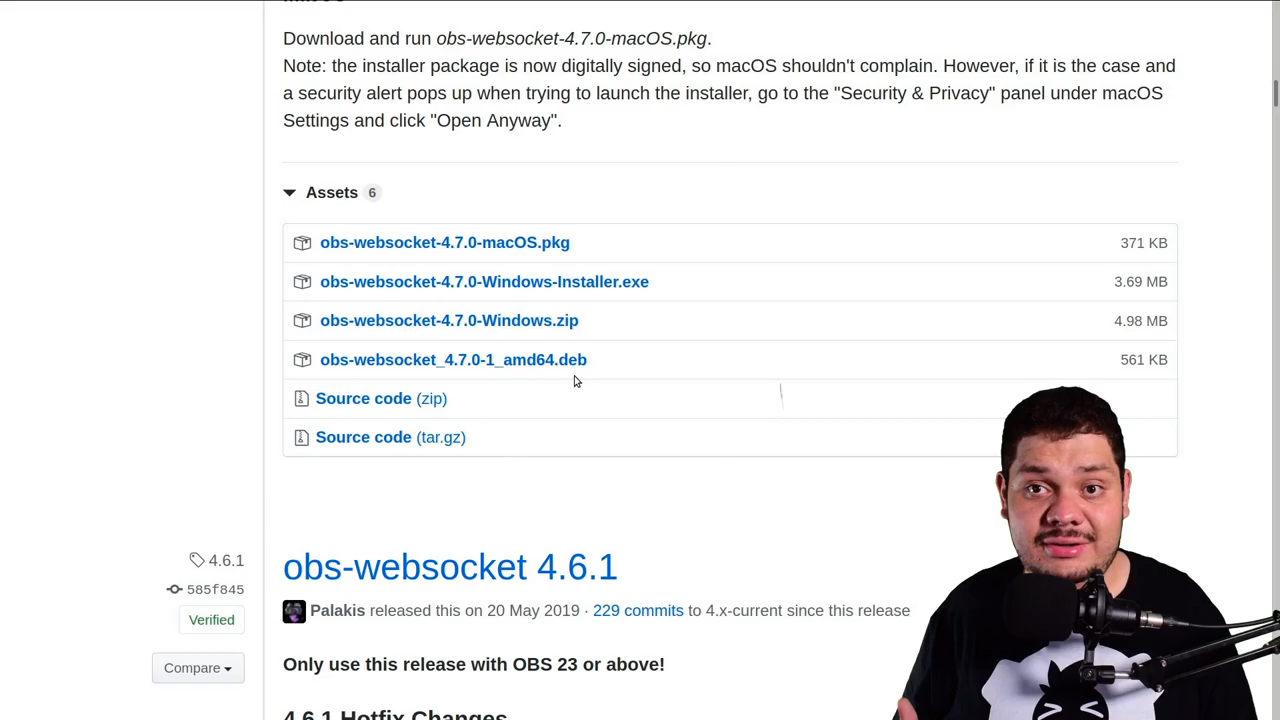 Download and run obs-websocket-4.7.0-macOS.pkg.
Note: the installer package is now digitally signed, so macOS shouldn't complain. However, if it is the case and
a security alert pops up when trying to launch the installer, go to the "Security & Privacy" panel under macOS
Settings and click "Open Anyway".
Assets 6
obs-websocket-4.7.0-macOS.pkg 371 KB
obs-websocket-4.7.0-Windows-Installer.exe 3.69 MB
obs-websocket-4.7.0-Windows.zip 4.98 MB
obs-websocket_4.7.0-1_amd64.deb 561 KB
Source code (zip)
Source code (tar.gz)
4.6.1
585f845
Verified
Compare
obs-websocket 4.6.1
Palakis released this on 20 May 2019 · 229 commits to 4.x-current since this release
Only use this release with OBS 23 or above!
4.6.1 Hotfix Changes